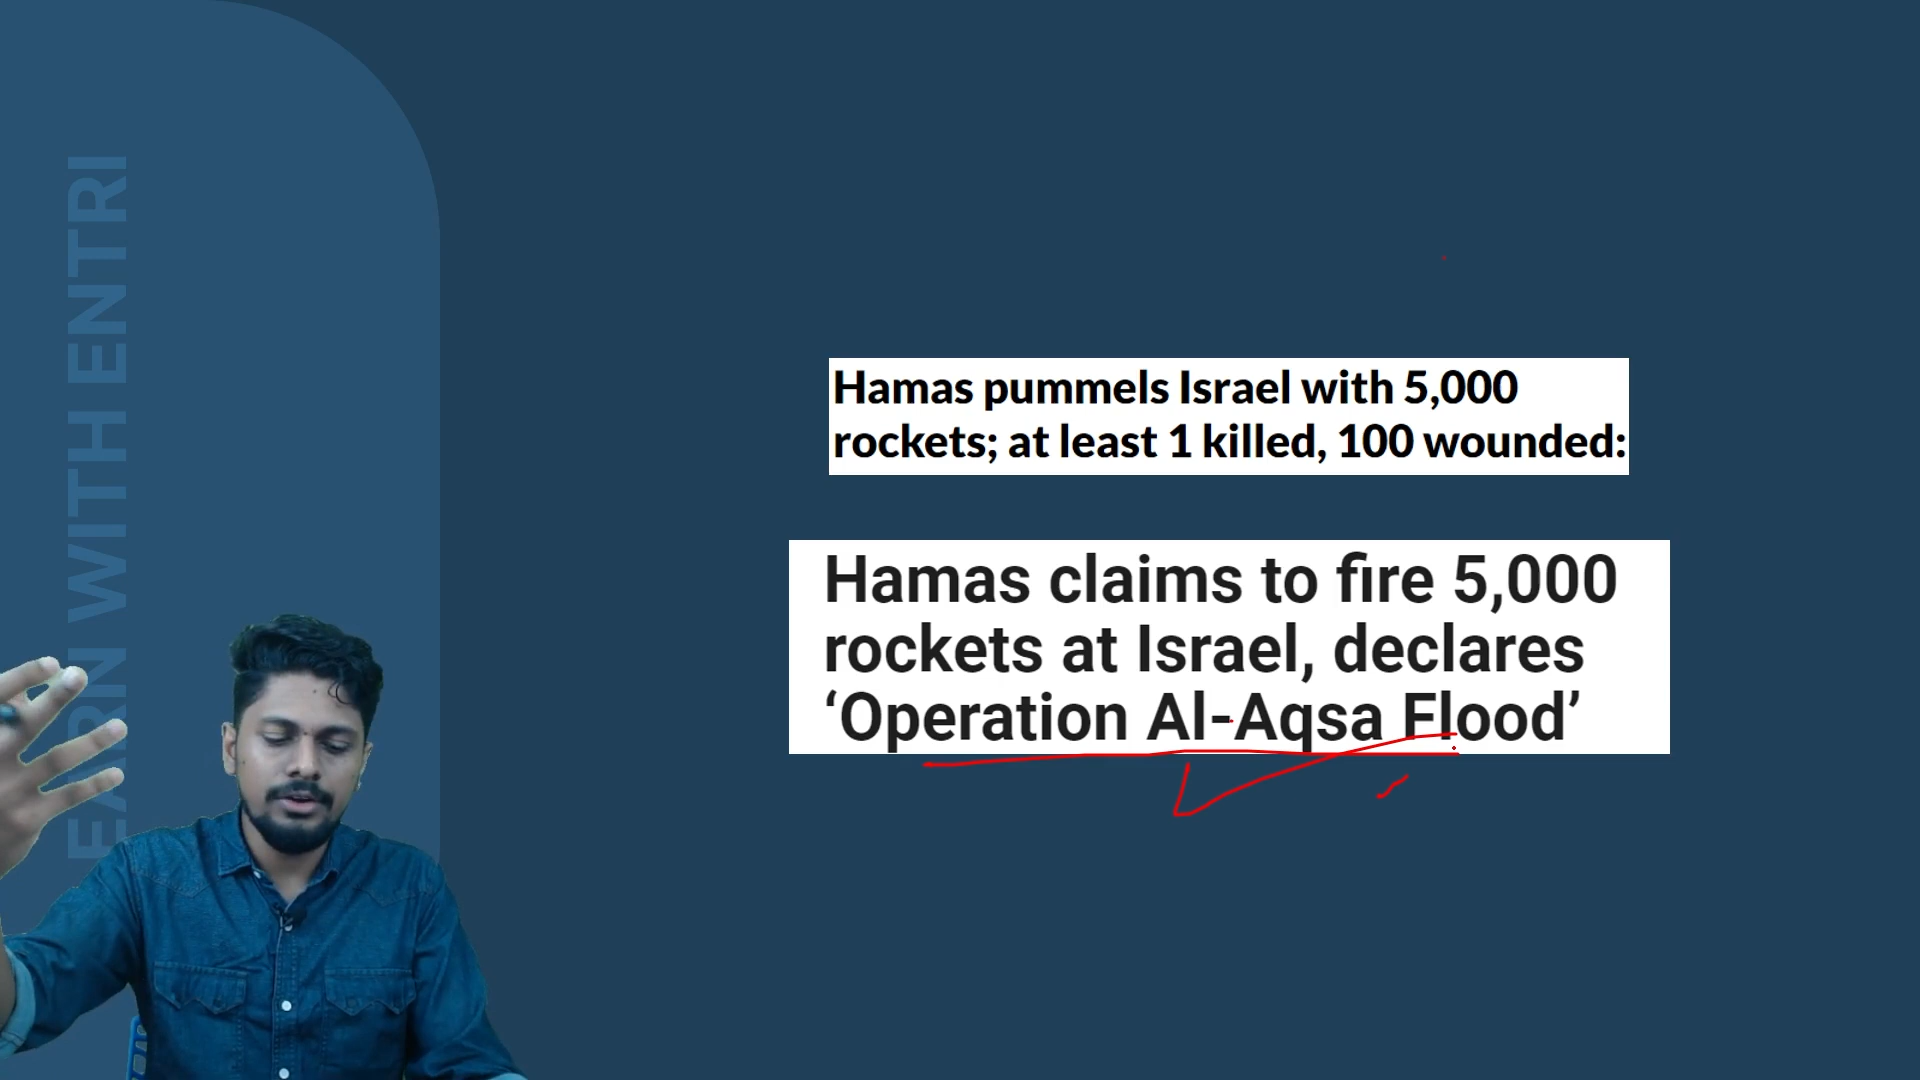 EARN WITH ENTRI
Hamas pummels Israel with 5,000
rockets; at least 1 killed, 100 wounded:
Hamas claims to fire 5,000
rockets at Israel, declares
‘Operation Al-Aqsa Flood’